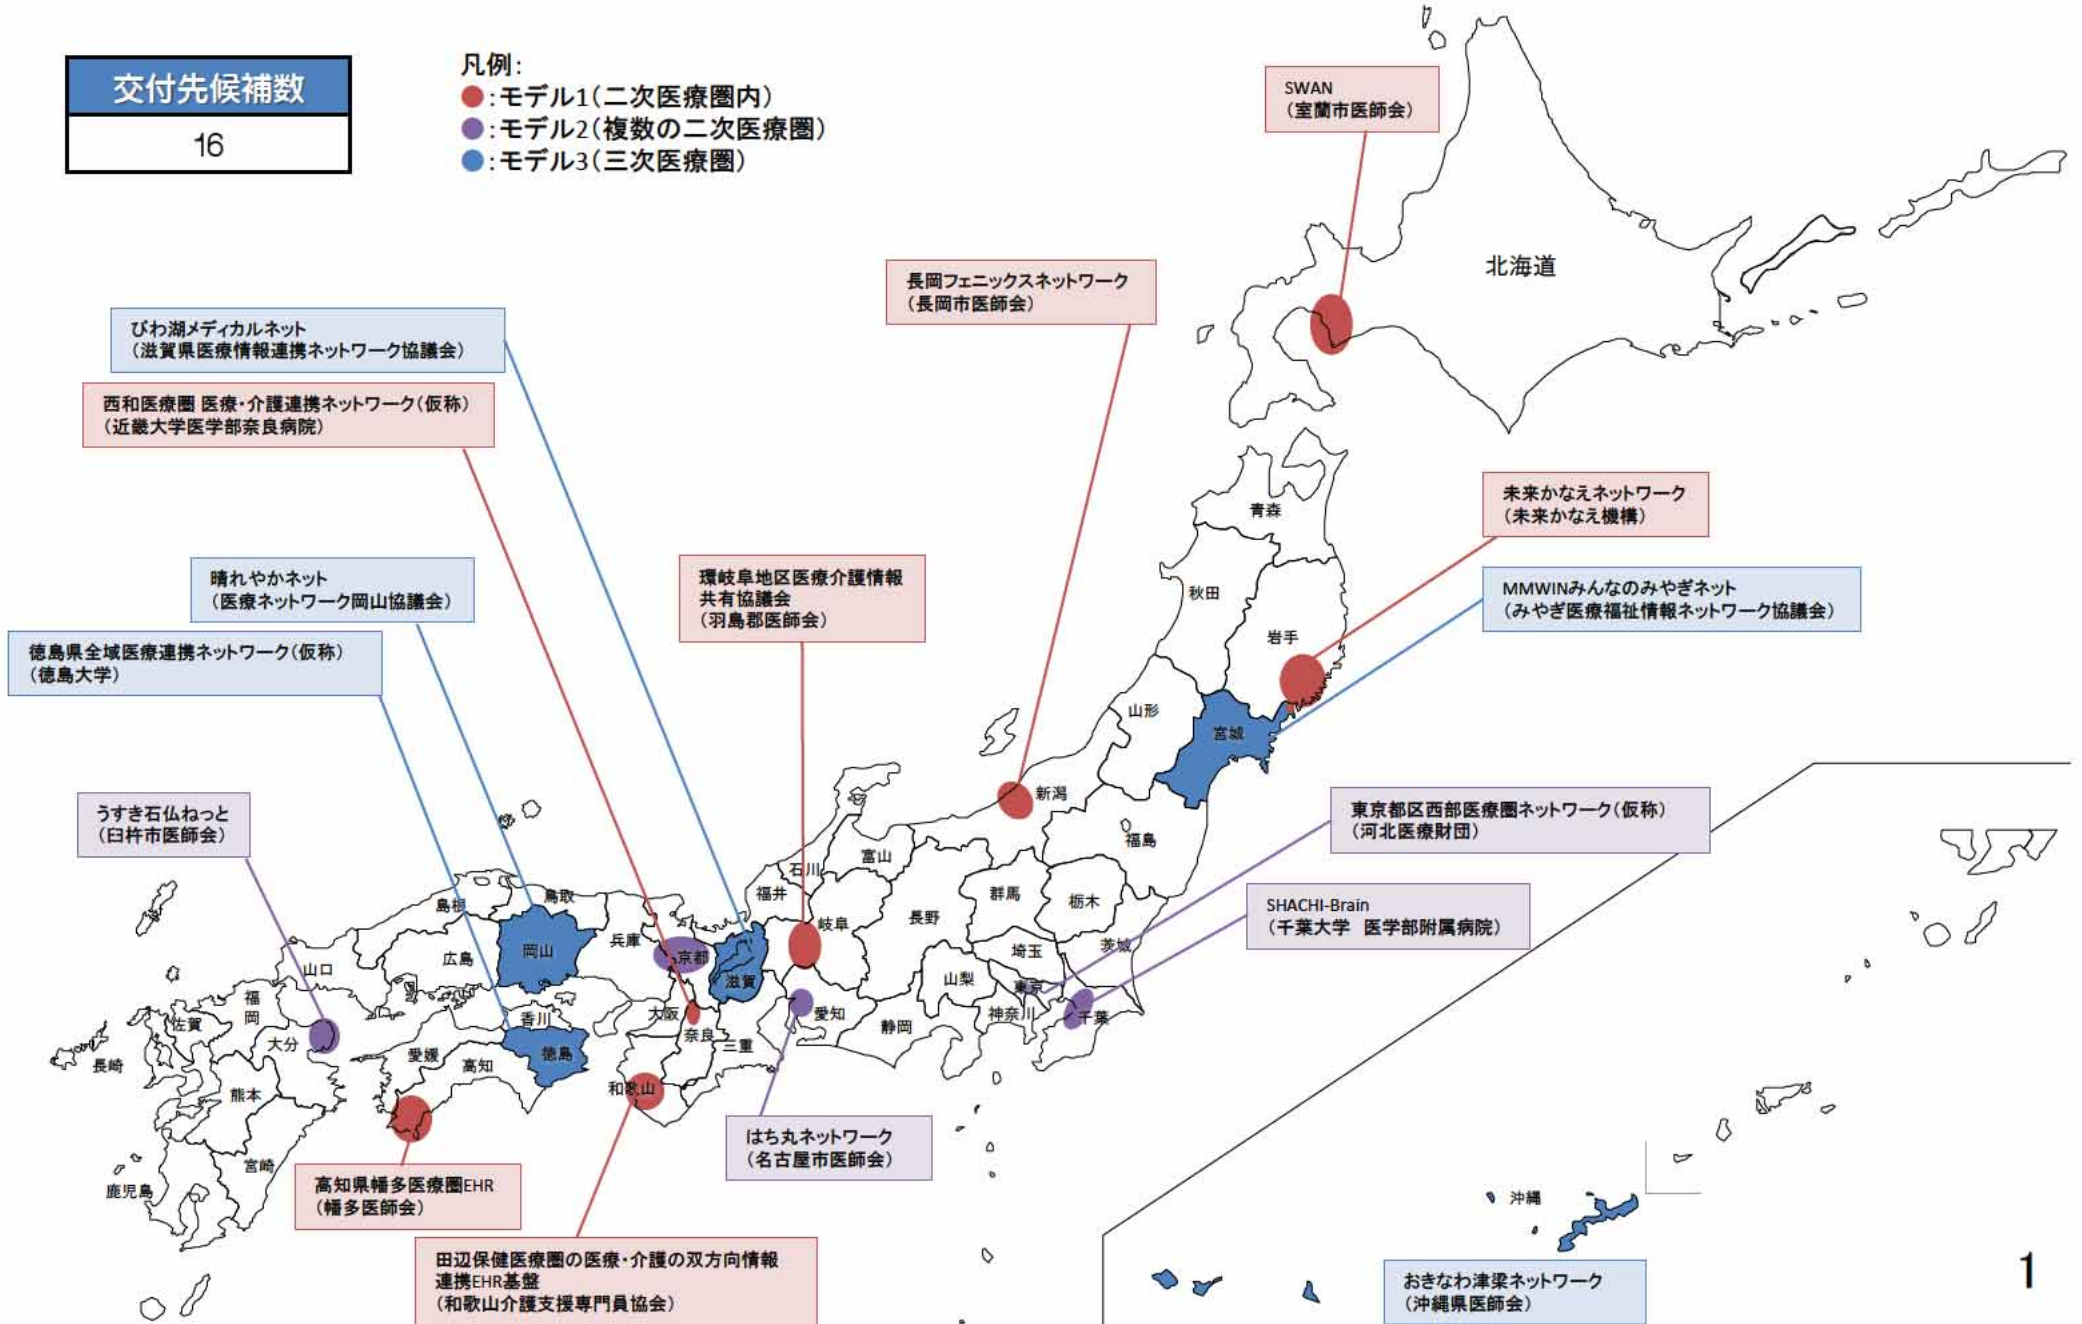 交付先候補数
16
凡例:
:モデル1(二次医療圏内)
:モデル2(複数の二次医療圏)
:モデル3(三次医療圏)
SWAN
(室蘭市医師会)
北海道
長岡フェニックスネットワーク
(長岡市医師会)
びわ湖メディカルネット
(滋賀県医療情報連携ネットワーク協議会)
西和医療圏 医療・介護連携ネットワーク(仮称)
(近畿大学医学部奈良病院)
未来かなえネットワーク
(未来かなえ機構)
青森
晴れやかネット
(医療ネットワーク岡山協議会)
環岐阜地区医療介護情報
共有協議会
(羽島郡医師会)
秋田
MMWINみんなのみやぎネット
(みやぎ医療福祉情報ネットワーク協議会)
岩手
徳島県全域医療連携ネットワーク(仮称)
(徳島大学)
山形
宮城
新潟
うすき石仏ねっと
(臼杵市医師会)
東京都区西部医療圏ネットワーク(仮称)
(河北医療財団)
福島
富山
石川
福井
群馬
栃木
鳥取
島根
岐阜
長野
SHACHI-Brain
(千葉大学 医学部附属病院)
兵庫
岡山
広島
京都
埼玉
茨城
山口
滋賀
山梨
東京
福
岡
佐賀
大阪
愛知
静岡
神奈川
千葉
香川
大分
奈良
三重
愛媛
高知
徳島
長崎
熊本
和歌山
はち丸ネットワーク
(名古屋市医師会)
宮崎
鹿児島
高知県幡多医療圏EHR
(幡多医師会)
沖縄
田辺保健医療圏の医療・介護の双方向情報
連携EHR基盤
(和歌山介護支援専門員協会)
おきなわ津梁ネットワーク
(沖縄県医師会)
1